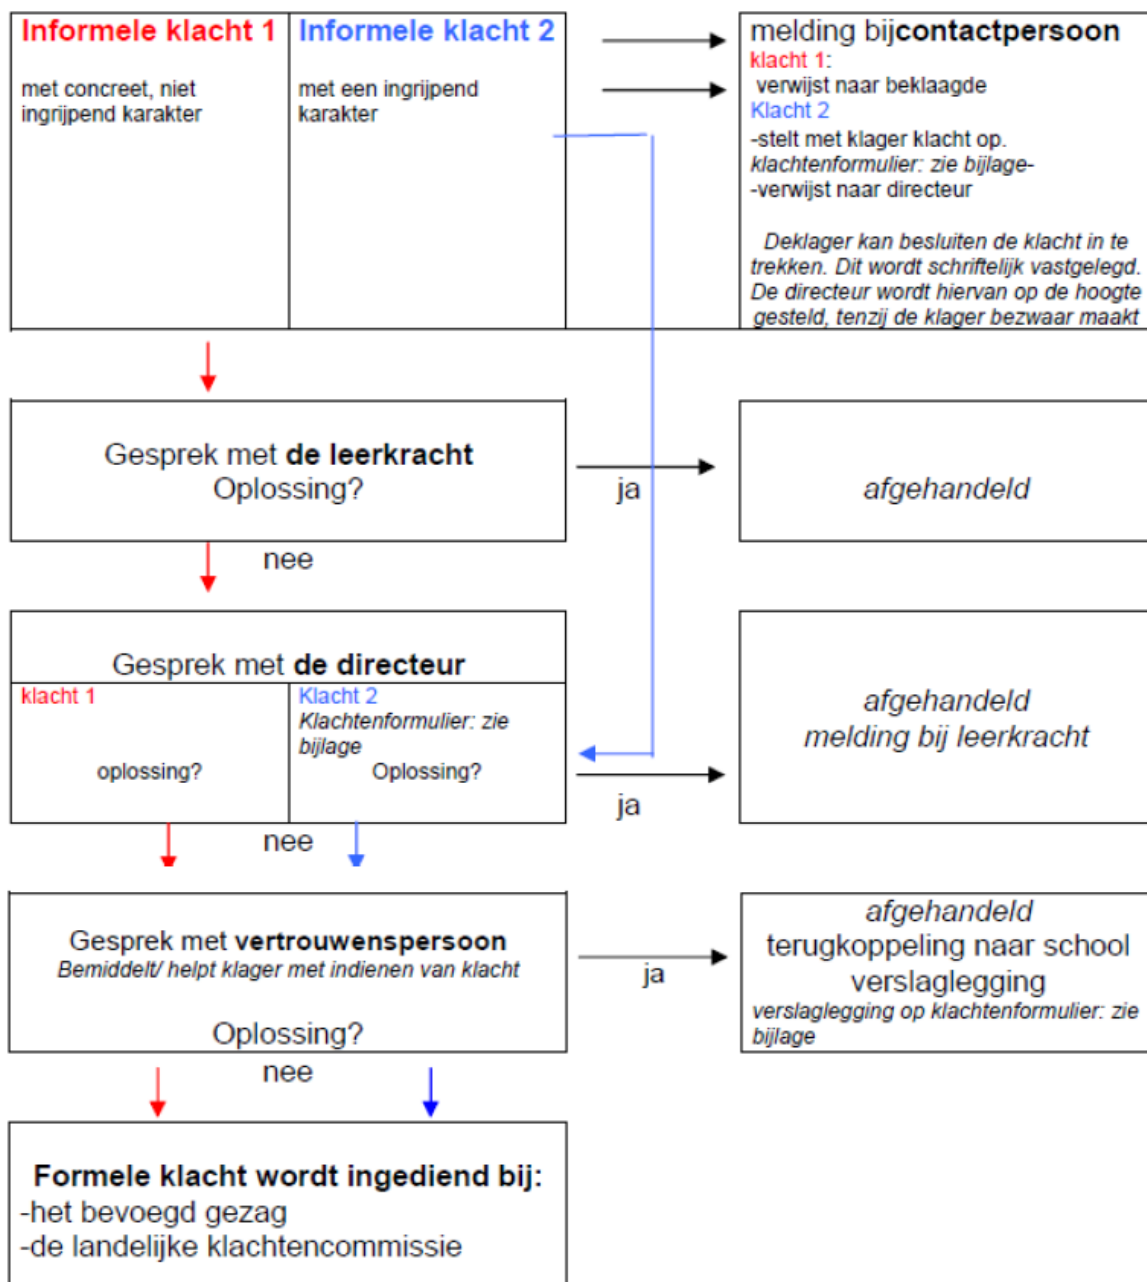 Informele klacht 1
met concreet, niet
ingrijpend karakter
Informele klacht 2
met een ingrijpend
karakter
melding bijcontactpersoon
klacht 1:
verwijst naar beklaagde
Klacht 2
-stelt met klager klacht op.
klachtenformulier: zie bijlage-
-verwijst naar directeur
Deklager kan besluiten de klacht in te
trekken. Dit wordt schriftelijk vastgelegd.
De directeur wordt hiervan op de hoogte
gesteld, tenzij de klager bezwaar maakt
Gesprek met de leerkracht
Oplossing?
ja
afgehandeld
nee
Gesprek met de directeur
klacht 1
oplossing?
Klacht 2
Klachtenformulier: zie
bijlage
Oplossing?
ja
afgehandeld
melding bij leerkracht
nee
Gesprek met vertrouwenspersoon
Bemiddelt/ helpt klager met indienen van klacht
Oplossing?
ja
afgehandeld
terugkoppeling naar school
verslaglegging
verslaglegging op klachtenformulier: zie
bijlage
nee
Formele klacht wordt ingediend bij:
-het bevoegd gezag
-de landelijke klachtencommissie